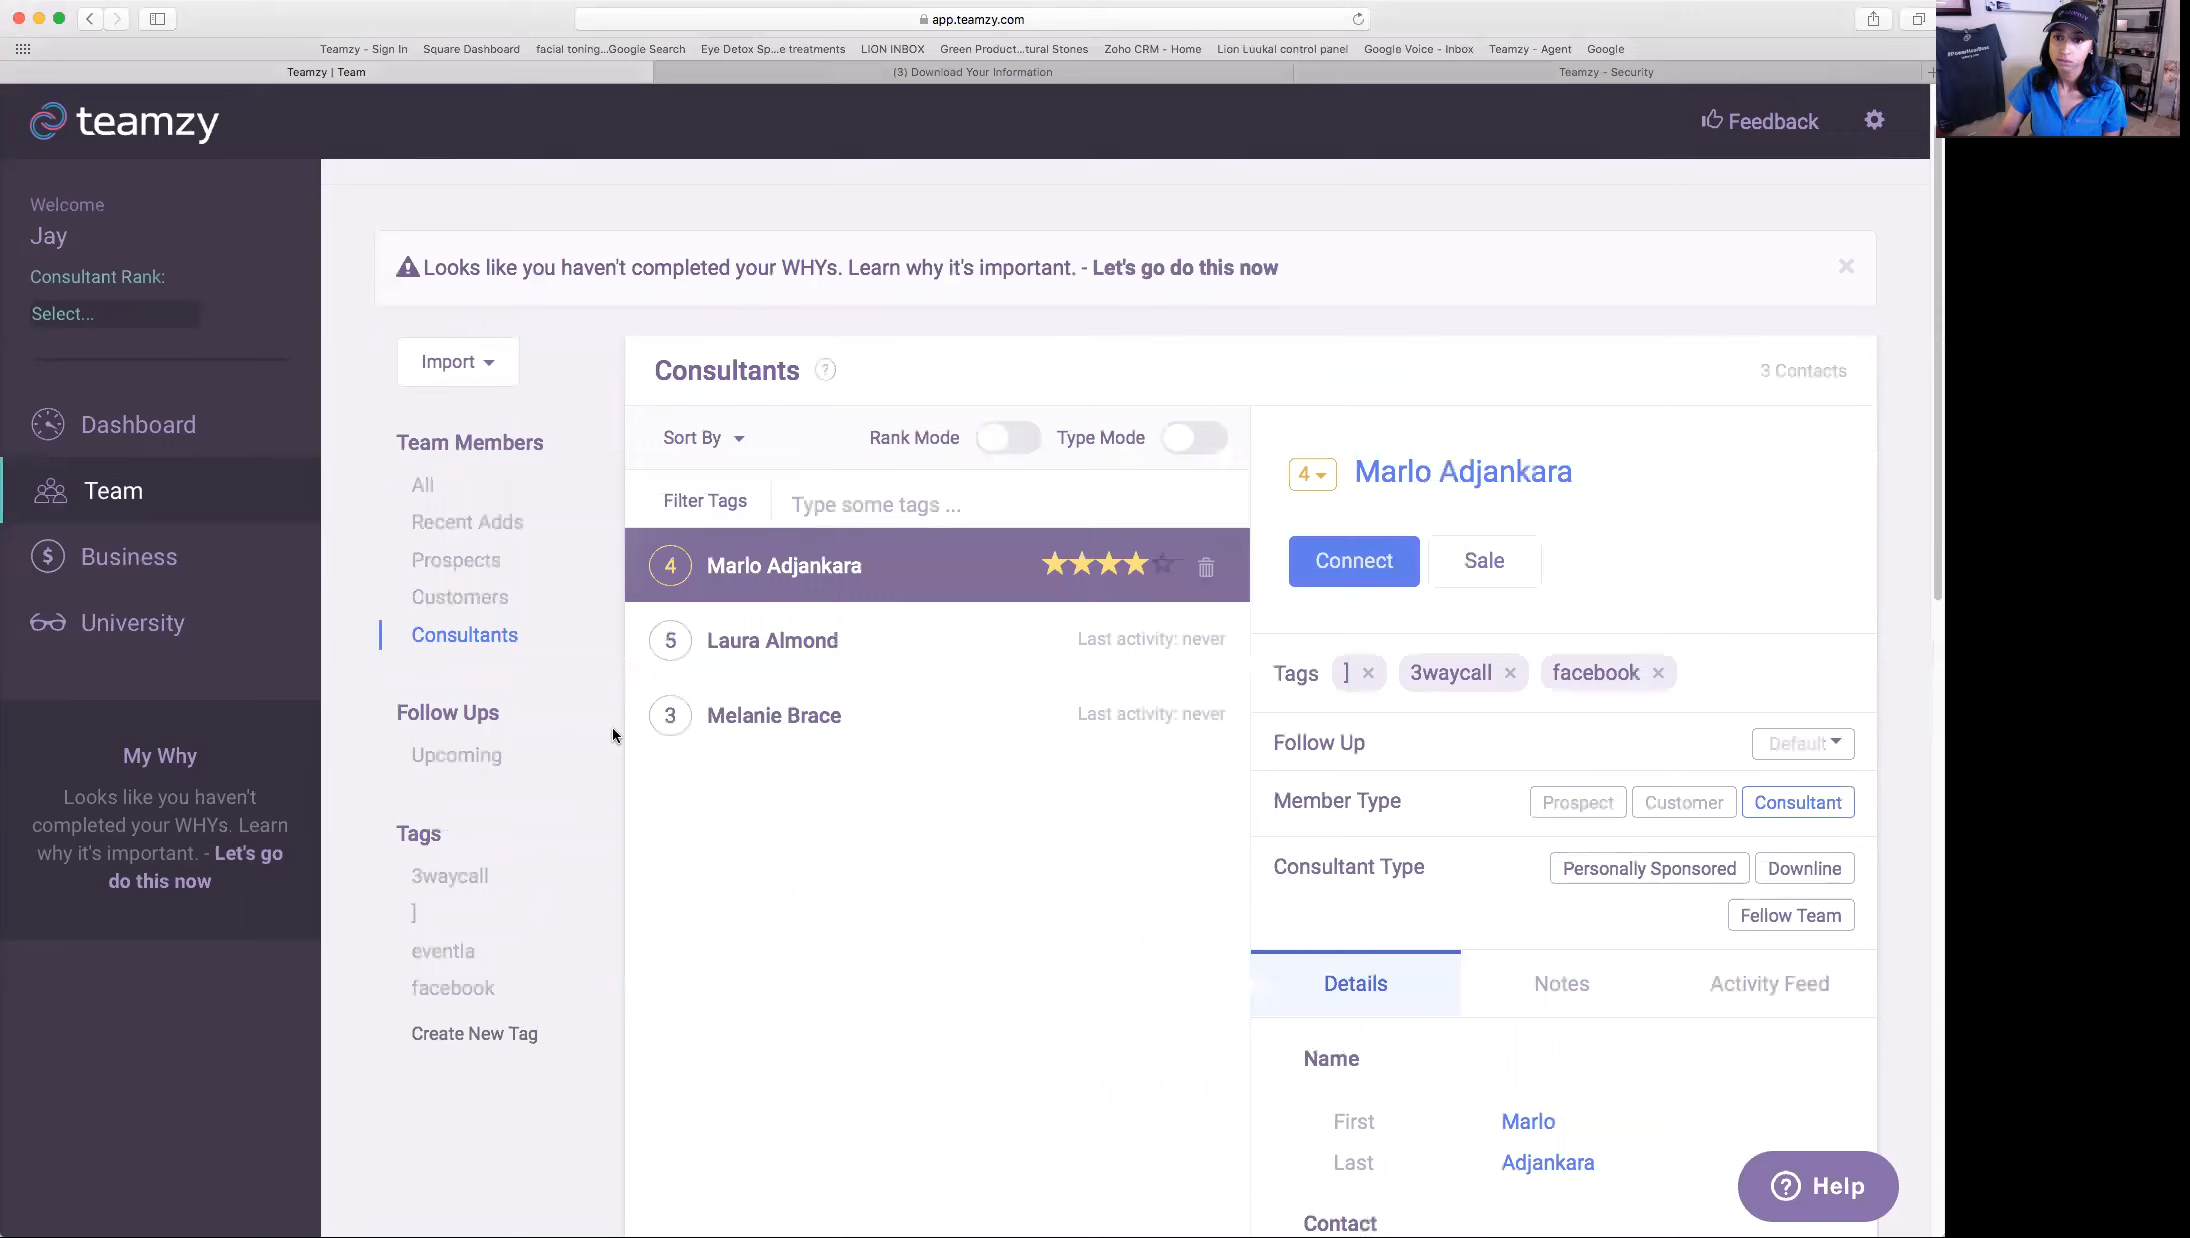 app.teamzy.com
Teamzy - Sign In Square Dashboard facial toning...Google Search Eye Detox Sp...e treatments LION INBOX Green Product...tural Stones Zoho CRM - Home Lion Luukal control panel Google Voice - Inbox Teamzy - Agent Google
Teamzy | Team (3) Download Your Information Teamzy - Security
teamzy
Feedback
Welcome
Jay
Consultant Rank:
Select...
Dashboard
Team
Business
University
My Why
Looks like you haven't
completed your WHYs. Learn
why it's important. - Let's go
do this now
Looks like you haven't completed your WHYs. Learn why it's important. - Let's go do this now
Import
Team Members
All
Recent Adds
Prospects
Customers
Consultants
Follow Ups
Upcoming
Tags
3waycall
]
eventla
facebook
Create New Tag
Consultants ? 3 Contacts
Sort By Rank Mode Type Mode
Filter Tags Type some tags ...
4 Marlo Adjankara
5 Laura Almond Last activity: never
3 Melanie Brace Last activity: never
4 Marlo Adjankara
Connect Sale
Tags ] × 3waycall × facebook ×
Follow Up Default
Member Type Prospect Customer Consultant
Consultant Type Personally Sponsored Downline
Fellow Team
Details Notes Activity Feed
Name
First Marlo
Last Adjankara
Contact
? Help